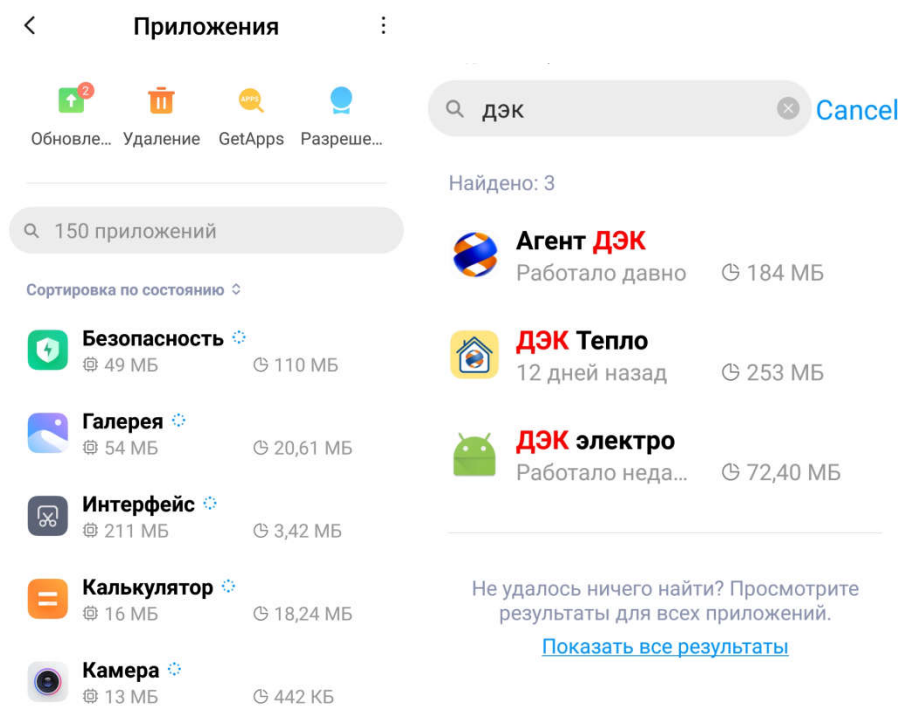 Приложения
2
APPS
Обновле... Удаление GetApps Разреше...
150 приложений
Сортировка по состоянию
Безопасность
49 МБ 110 МБ
Галерея
54 МБ 20,61 МБ
Интерфейс
211 МБ 3,42 МБ
Калькулятор
16 МБ 18,24 МБ
Камера
13 МБ 442 КБ
дэк Cancel
Найдено: 3
Агент ДЭК
Работало давно 184 МБ
ДЭК Тепло
12 дней назад 253 МБ
ДЭК электро
Работало неда... 72,40 МБ
Не удалось ничего найти? Просмотрите
результаты для всех приложений.
Показать все результаты